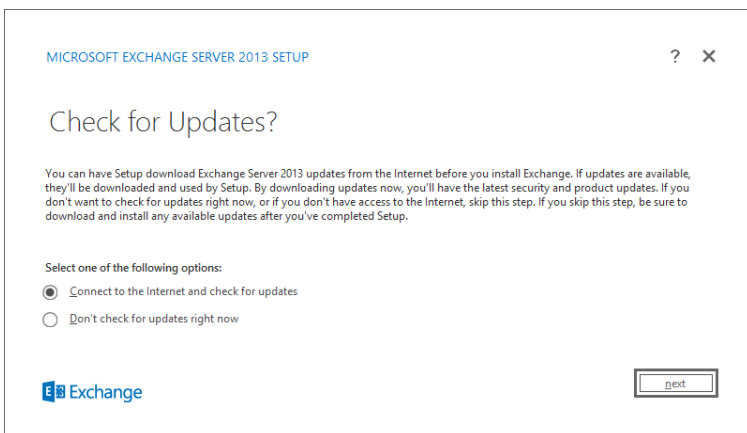 MICROSOFT EXCHANGE SERVER 2013 SETUP
? ✕
Check for Updates?
You can have Setup download Exchange Server 2013 updates from the Internet before you install Exchange. If updates are available,
they'll be downloaded and used by Setup. By downloading updates now, you'll have the latest security and product updates. If you
don't want to check for updates right now, or if you don't have access to the Internet, skip this step. If you skip this step, be sure to
download and install any available updates after you've completed Setup.
Select one of the following options:
Connect to the Internet and check for updates
Don't check for updates right now
E Exchange
next